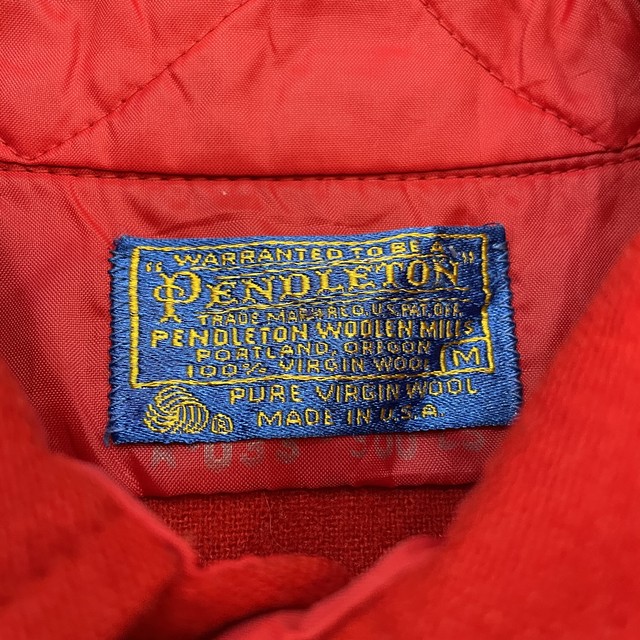 WARRANTED TO BE A
"PENDLETON"
TRADE MARK REG. U.S. PAT. OFF.
PENDLETON WOOLEN MILLS
PORTLAND, OREGON
100% VIRGIN WOOL M
PURE VIRGIN WOOL
® MADE IN U.S.A.